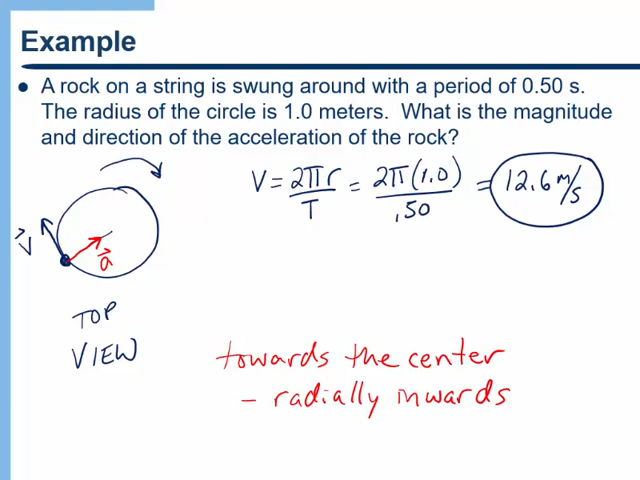 Example
A rock on a string is swung around with a period of 0.50 s.
The radius of the circle is 1.0 meters. What is the magnitude
and direction of the acceleration of the rock?
V = 2πr/T = 2π(1.0)/.50 = 12.6 m/s
V
a
TOP
VIEW
towards the center
- radially inwards